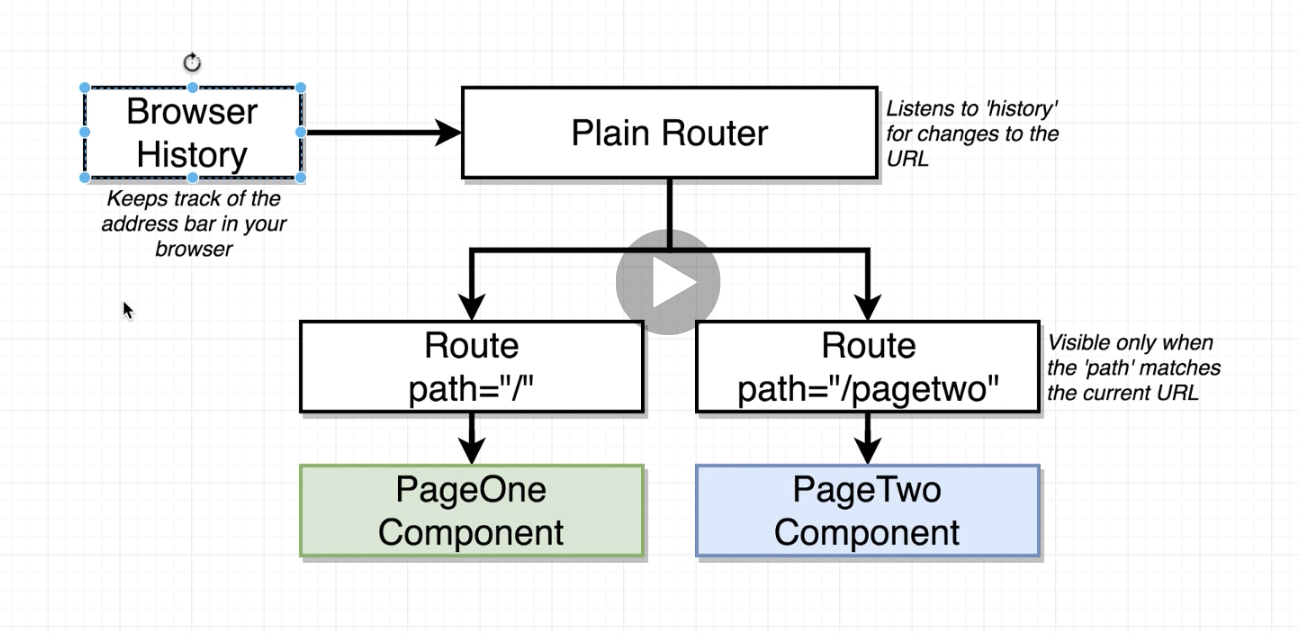 Browser
History
Keeps track of the
address bar in your
browser
Plain Router
Listens to 'history'
for changes to the
URL
Route
path="/"
Route
path="/pagetwo"
Visible only when
the 'path' matches
the current URL
PageOne
Component
PageTwo
Component